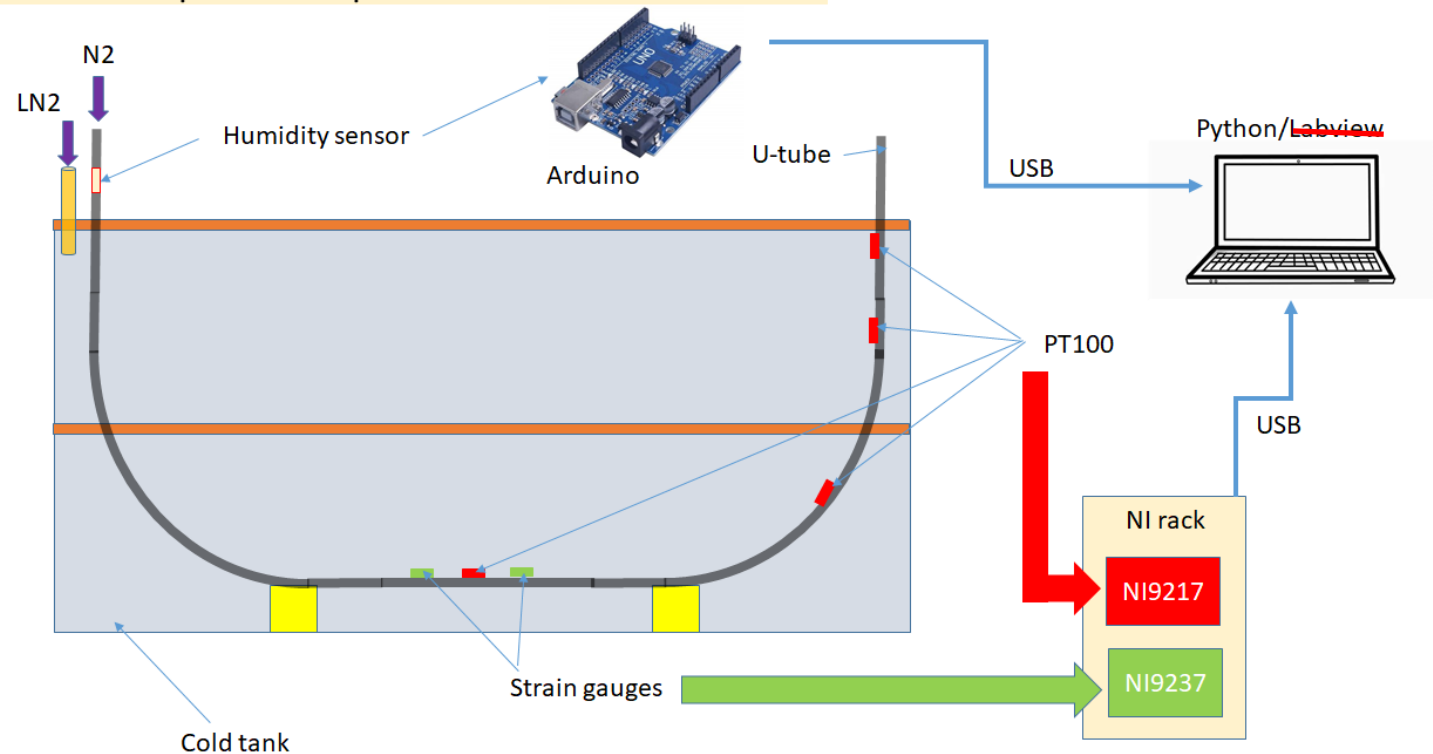 N2
LN2
Humidity sensor
UNO
Arduino
U-tube
USB
Python/Labview
PT100
USB
NI rack
NI9217
NI9237
Strain gauges
Cold tank